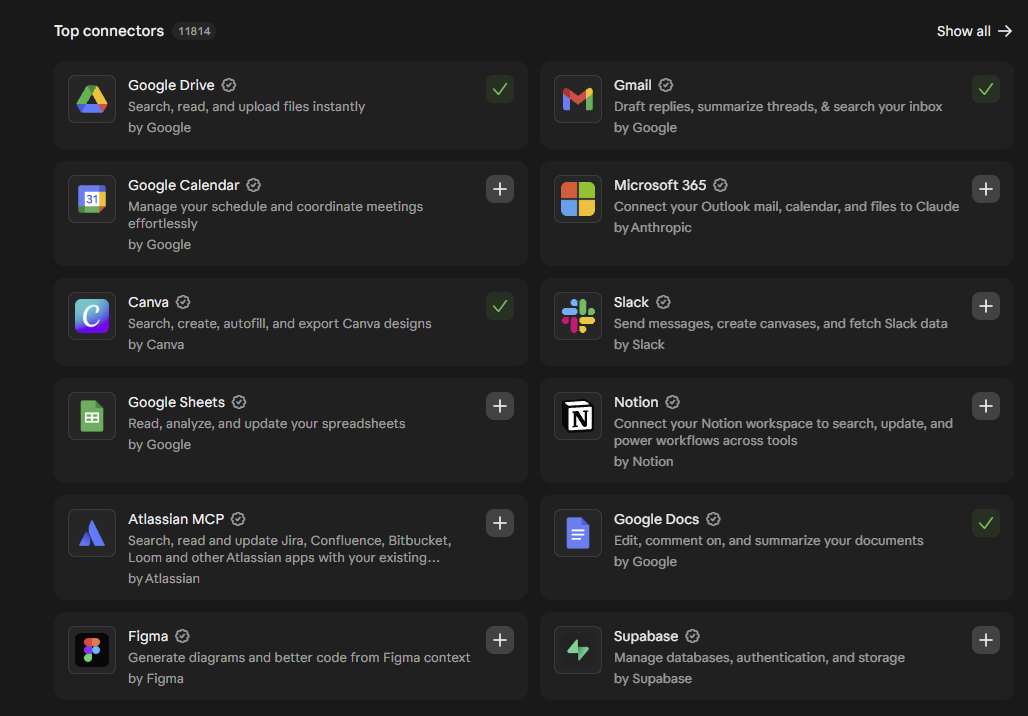 Top connectors 11814
Show all →
Google Drive
Search, read, and upload files instantly
by Google
Gmail
Draft replies, summarize threads, & search your inbox
by Google
31
Google Calendar
Manage your schedule and coordinate meetings
effortlessly
by Google
Microsoft 365
Connect your Outlook mail, calendar, and files to Claude
by Anthropic
C
Canva
Search, create, autofill, and export Canva designs
by Canva
Slack
Send messages, create canvases, and fetch Slack data
by Slack
Google Sheets
Read, analyze, and update your spreadsheets
by Google
N
Notion
Connect your Notion workspace to search, update, and
power workflows across tools
by Notion
Atlassian MCP
Search, read and update Jira, Confluence, Bitbucket,
Loom and other Atlassian apps with your existing...
by Atlassian
Google Docs
Edit, comment on, and summarize your documents
by Google
Figma
Generate diagrams and better code from Figma context
by Figma
Supabase
Manage databases, authentication, and storage
by Supabase